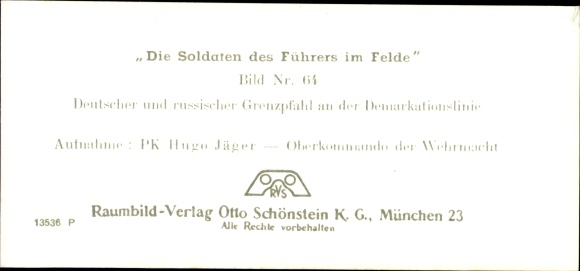 „Die Soldaten des Führers im Felde"
Bild Nr. 64
Deutscher und russischer Grenzpfahl an der Demarkationslinie
Aufnahme: PK Hugo Jäger — Oberkommando der Wehrmacht
RVS
Raumbild-Verlag Otto Schönstein K. G., München 23
Alle Rechte vorbehalten
13536 P